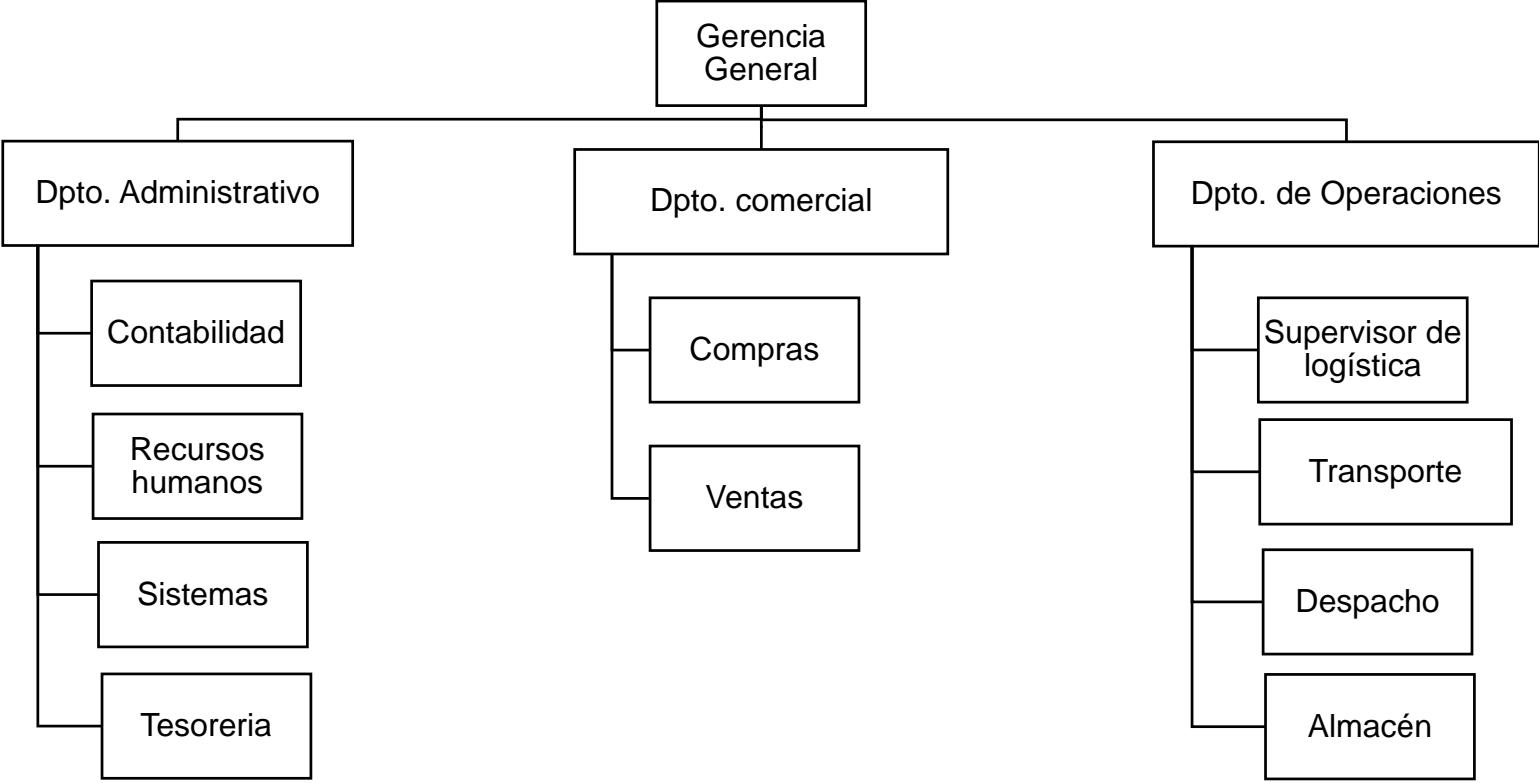 Gerencia
General
Dpto. Administrativo
Dpto. comercial
Dpto. de Operaciones
Contabilidad
Recursos
humanos
Sistemas
Tesoreria
Compras
Ventas
Supervisor de
logística
Transporte
Despacho
Almacén